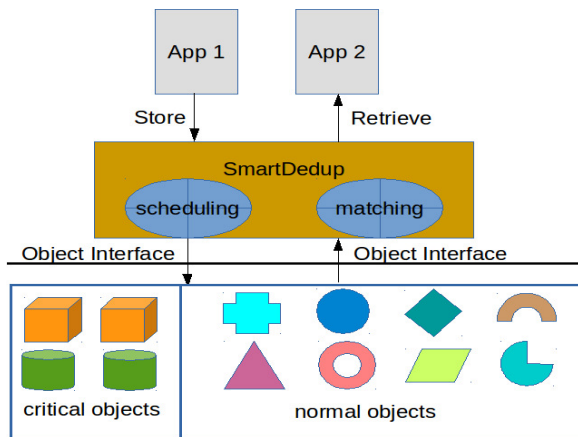 App 1 App 2
Store Retrieve
SmartDedup
scheduling matching
Object Interface Object Interface
critical objects normal objects